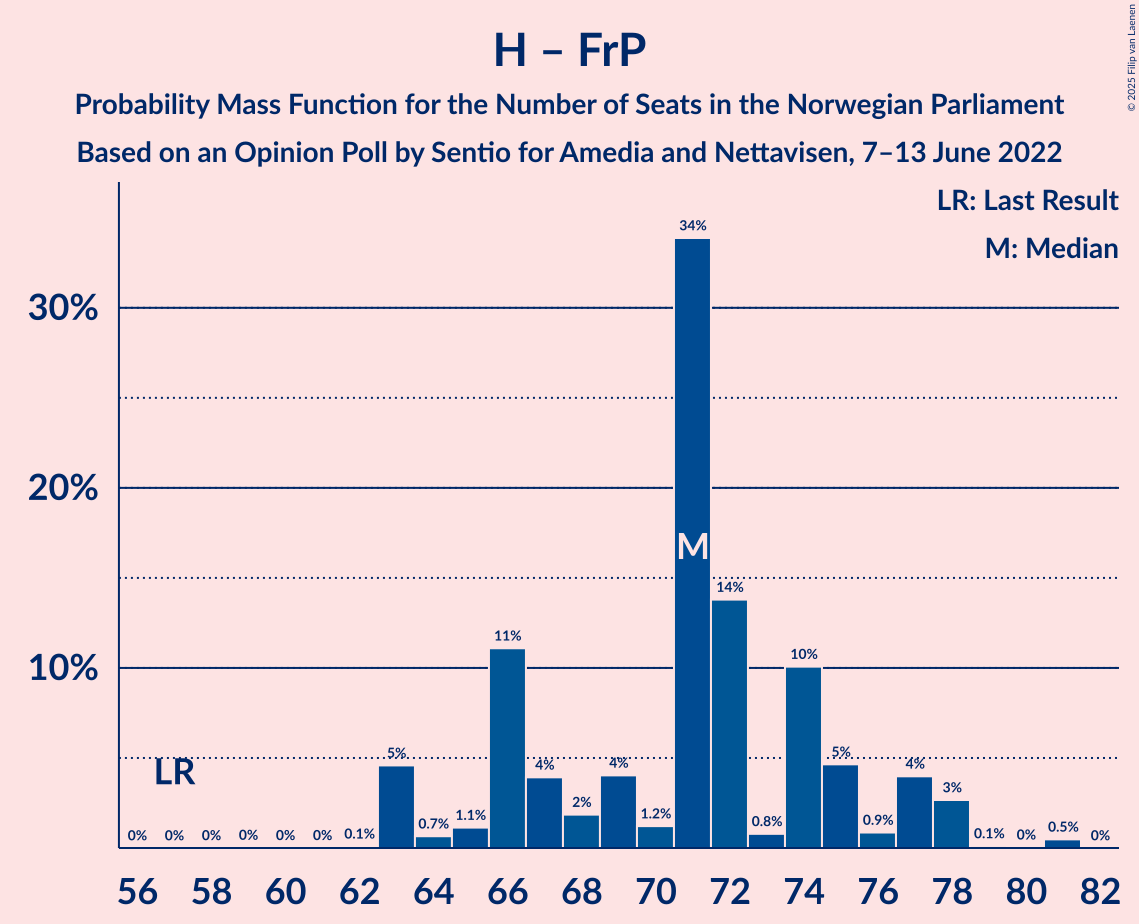 H – FrP
Probability Mass Function for the Number of Seats in the Norwegian Parliament
Based on an Opinion Poll by Sentio for Amedia and Nettavisen, 7–13 June 2022
© 2025 Filip van Laenen
LR: Last Result
M: Median
30%
20%
10%
LR
M
0% 0% 0% 0% 0% 0% 0.1% 5% 0.7% 1.1% 11% 4% 2% 4% 1.2% 34% 14% 0.8% 10% 5% 0.9% 4% 3% 0.1% 0% 0.5% 0%
56 58 60 62 64 66 68 70 72 74 76 78 80 82